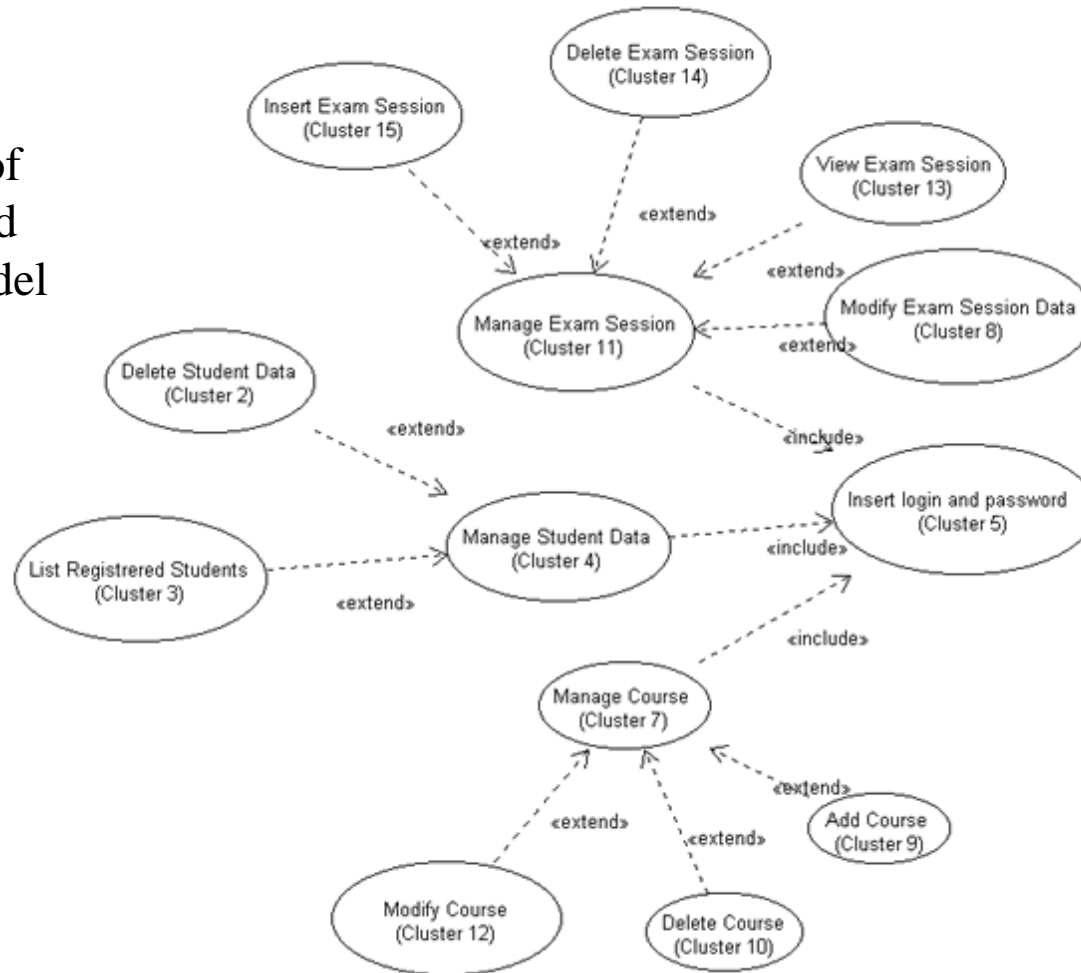 Delete Exam Session
(Cluster 14)
Insert Exam Session
(Cluster 15)
of
d
del
View Exam Session
(Cluster 13)
«extend»
«extend»
«extend»
Manage Exam Session
(Cluster 11)
Modify Exam Session Data
(Cluster 8)
«extend»
Delete Student Data
(Cluster 2)
«extend»
«include»
Insert login and password
(Cluster 5)
Manage Student Data
(Cluster 4)
«include»
List Registrered Students
(Cluster 3)
«extend»
«include»
Manage Course
(Cluster 7)
«extend»
Add Course
(Cluster 9)
«extend»
«extend»
Modify Course
(Cluster 12)
Delete Course
(Cluster 10)